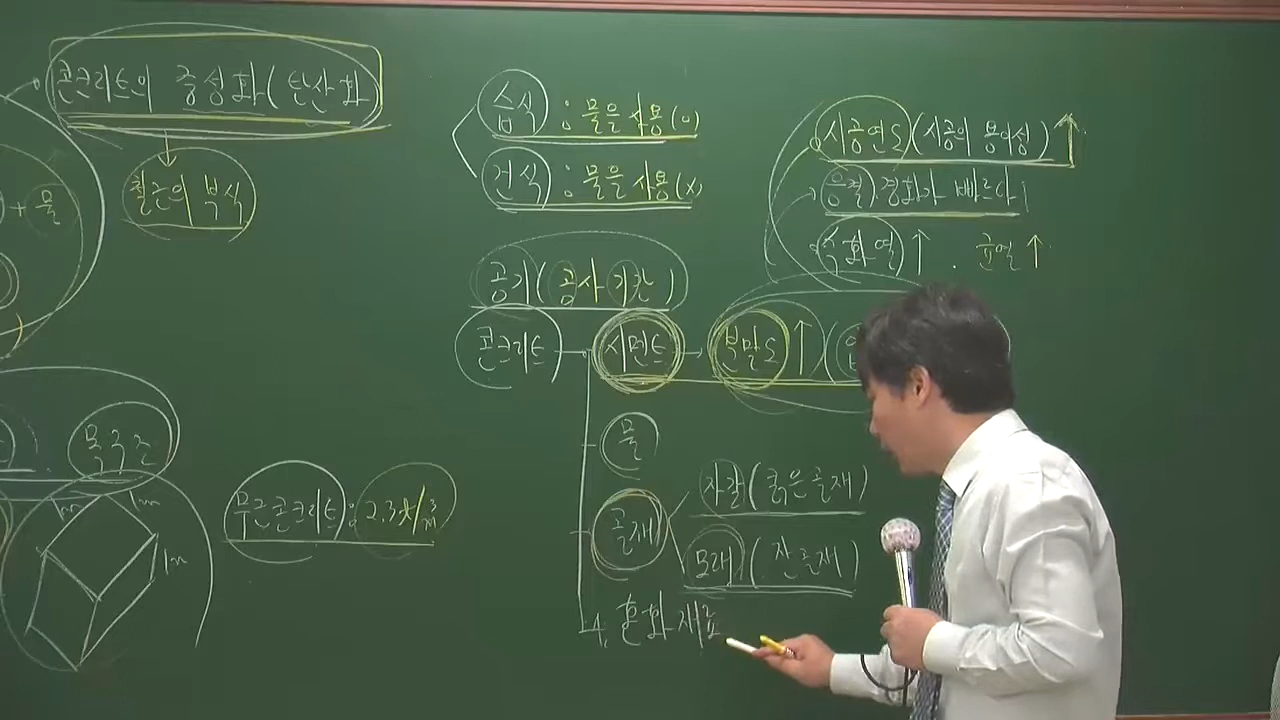 콘크리트의 중성화(탄산화
철근의 부식
+ 물
습식 : 물을 사용(o)
건식 : 물을 사용(x)
시공연도(시공의 용이성)↑
응결.경화가 빠르다
수화열↑. 균열↑
공기(공사 기간)
콘크리트 시멘트 → 분말도↑(
물
골재
자갈(굵은골재)
모래(잔골재)
4. 혼화재료
목구조
1m
1m
무근콘크리트 : 2.3t/m³